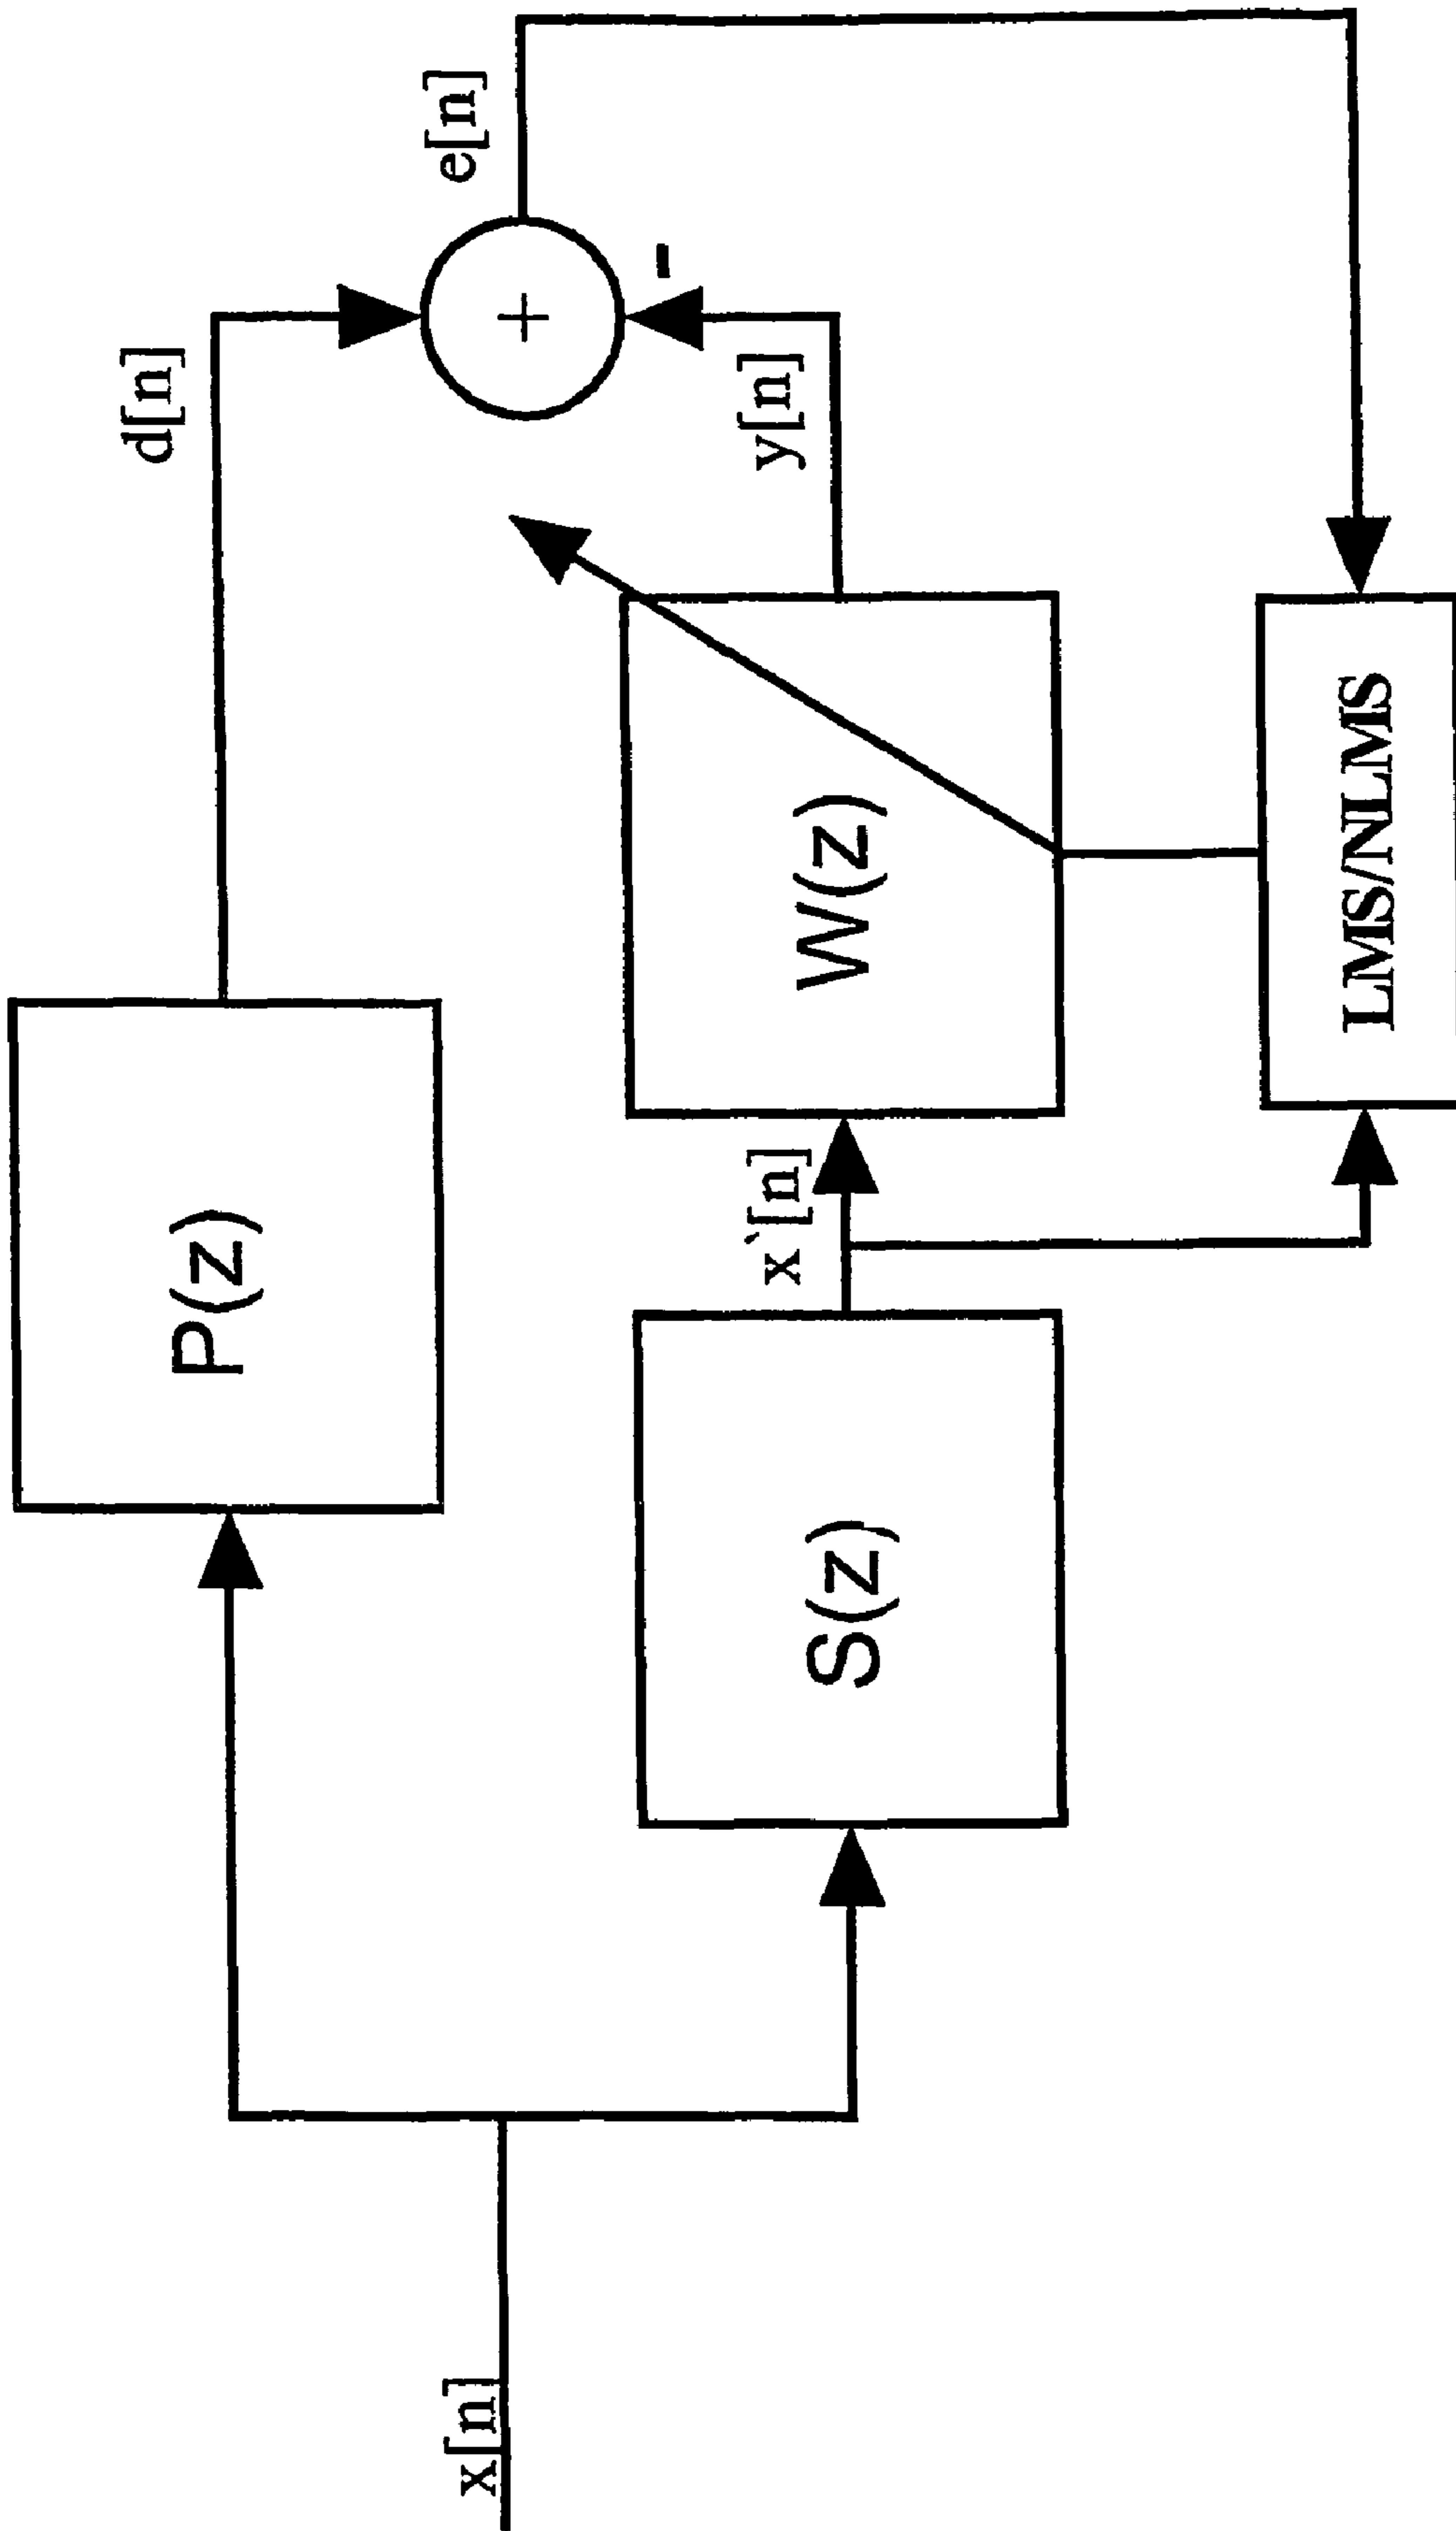 x[n]
P(z)
d[n]
S(z)
x`[n]
W(z)
y[n]
+
-
e[n]
LMS/NLMS